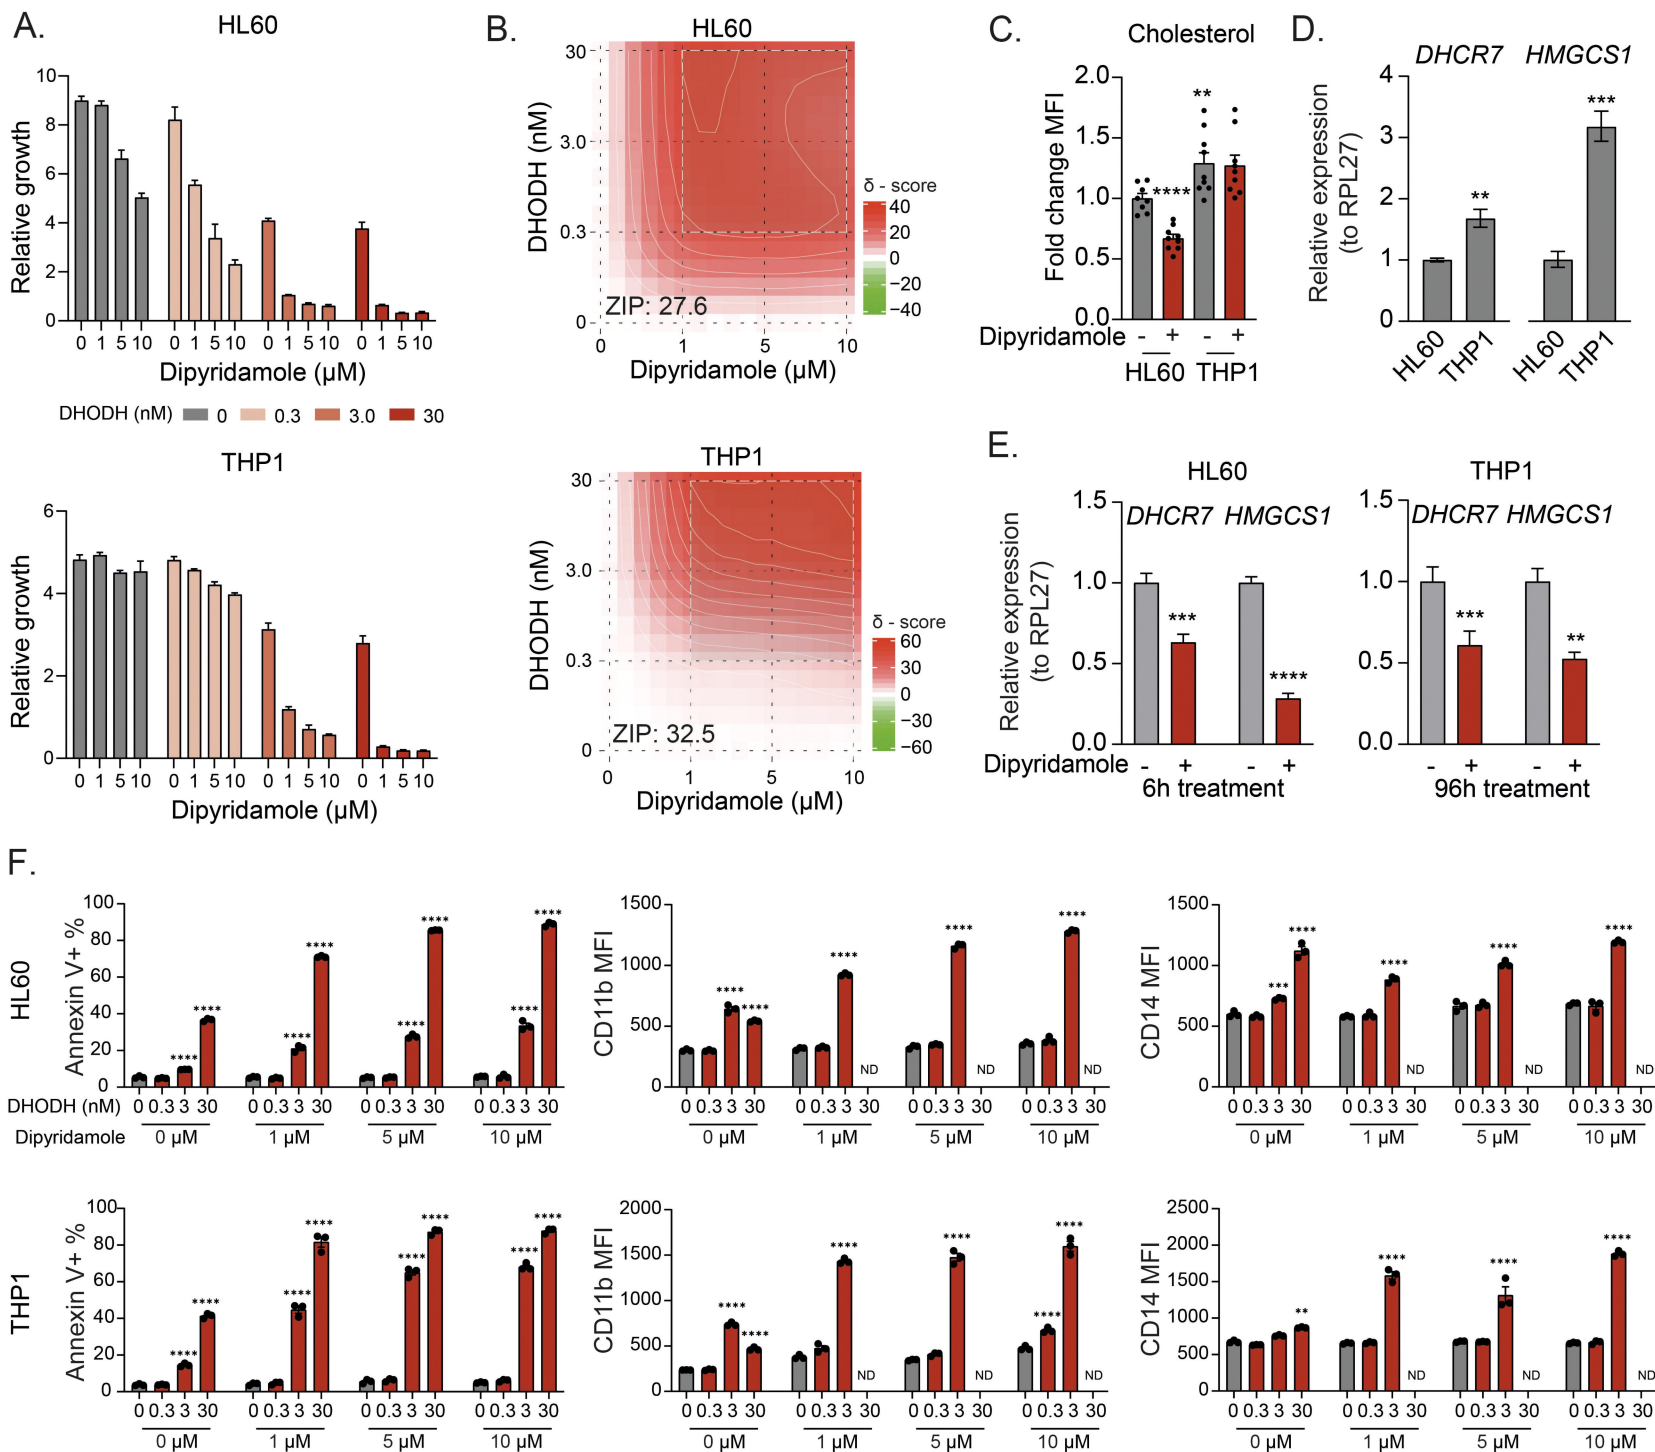 A.
HL60
Relative growth
10
8
6
4
2
0
0 1 5 10 0 1 5 10 0 1 5 10 0 1 5 10
Dipyridamole (µM)
DHODH (nM) 0 0.3 3.0 30
THP1
Relative growth
6
4
2
0
0 1 5 10 0 1 5 10 0 1 5 10 0 1 5 10
Dipyridamole (µM)
B.
HL60
DHODH (nM)
30
3.0
0.3
0
ZIP: 27.6
0 1 5 10
Dipyridamole (µM)
δ - score
40
20
0
−20
−40
THP1
DHODH (nM)
30
3.0
0.3
0
ZIP: 32.5
0 1 5 10
Dipyridamole (µM)
δ - score
60
30
0
−30
−60
C.
Cholesterol
Fold change MFI
2.0
1.5
1.0
0.5
0.0
**** **
Dipyridamole - + - +
HL60 THP1
D.
DHCR7 HMGCS1
Relative expression
(to RPL27)
4
3
2
1
0
** ***
HL60 THP1 HL60 THP1
E.
HL60
DHCR7 HMGCS1
Relative expression
(to RPL27)
1.5
1.0
0.5
0.0
*** ****
Dipyridamole - + - +
6h treatment
THP1
DHCR7 HMGCS1
1.5
1.0
0.5
0.0
*** **
- + - +
96h treatment
F.
HL60
Annexin V+ %
100
80
60
40
20
0
**** **** **** **** **** **** **** ****
DHODH (nM) 0 0.3 3 30 0 0.3 3 30 0 0.3 3 30 0 0.3 3 30
Dipyridamole 0 µM 1 µM 5 µM 10 µM
CD11b MFI
1500
1000
500
0
**** **** **** **** ****
ND ND ND
0 0.3 3 30 0 0.3 3 30 0 0.3 3 30 0 0.3 3 30
0 µM 1 µM 5 µM 10 µM
CD14 MFI
1500
1000
500
0
*** **** **** **** ****
ND ND ND
0 0.3 3 30 0 0.3 3 30 0 0.3 3 30 0 0.3 3 30
0 µM 1 µM 5 µM 10 µM
THP1
Annexin V+ %
100
80
60
40
20
0
**** **** **** **** **** **** **** ****
0 0.3 3 30 0 0.3 3 30 0 0.3 3 30 0 0.3 3 30
0 µM 1 µM 5 µM 10 µM
CD11b MFI
2000
1500
1000
500
0
**** **** **** **** **** ****
ND ND ND
0 0.3 3 30 0 0.3 3 30 0 0.3 3 30 0 0.3 3 30
0 µM 1 µM 5 µM 10 µM
CD14 MFI
2500
2000
1500
1000
500
0
** **** **** ****
ND ND ND
0 0.3 3 30 0 0.3 3 30 0 0.3 3 30 0 0.3 3 30
0 µM 1 µM 5 µM 10 µM